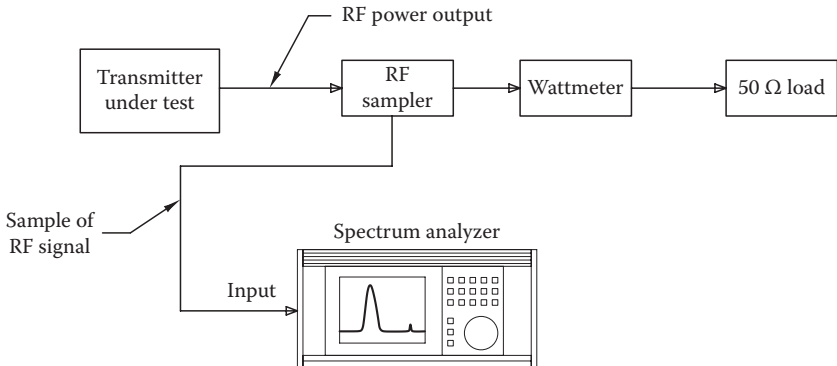 RF power output
Transmitter
under test
RF
sampler
Wattmeter
50 Ω load
Sample of
RF signal
Spectrum analyzer
Input